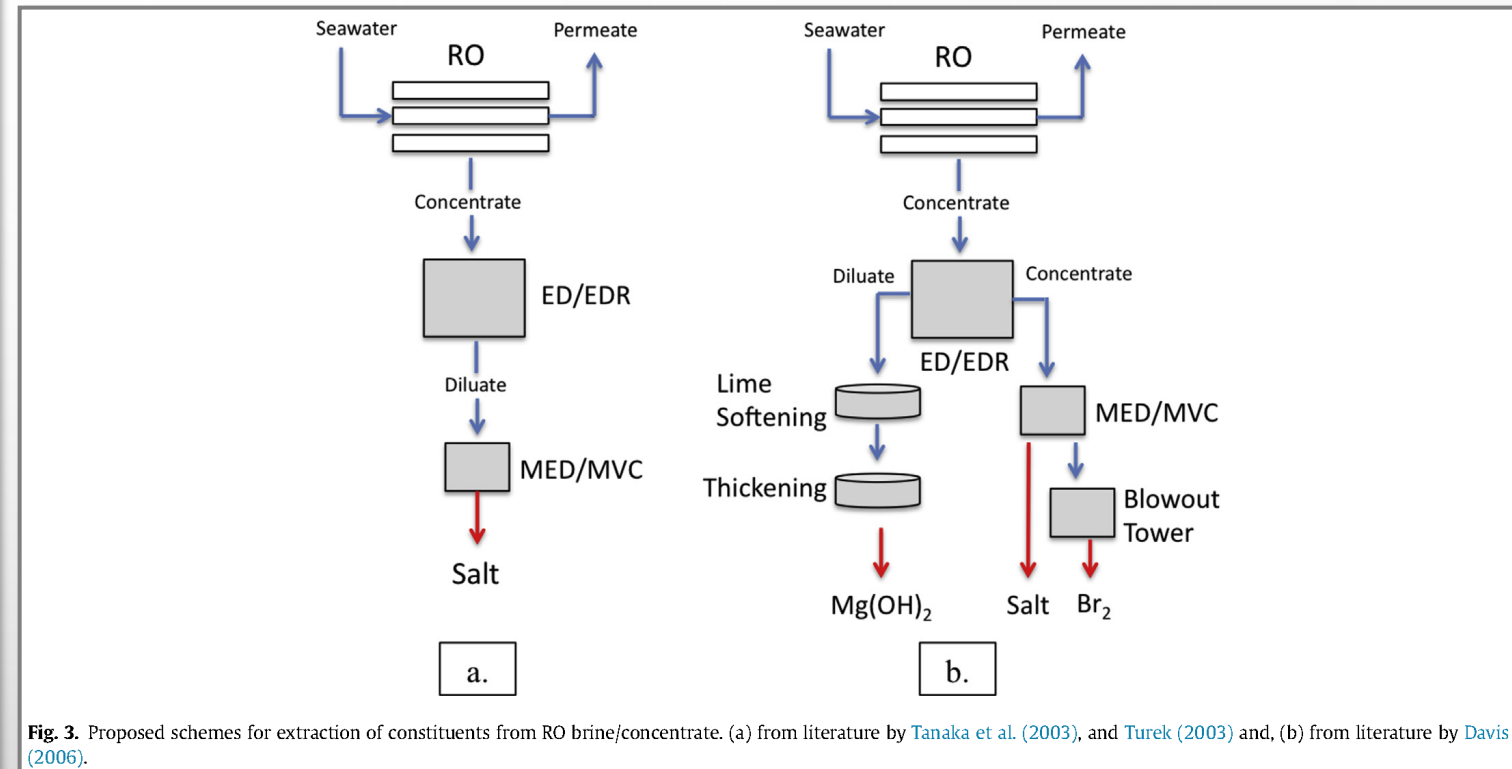 Seawater
Permeate
RO
Concentrate
ED/EDR
Diluate
MED/MVC
Salt
a.
Seawater
Permeate
RO
Concentrate
Diluate
Concentrate
ED/EDR
Lime
Softening
MED/MVC
Thickening
Blowout
Tower
Mg(OH)₂
Salt
Br₂
b.
Fig. 3. Proposed schemes for extraction of constituents from RO brine/concentrate. (a) from literature by Tanaka et al. (2003), and Turek (2003) and, (b) from literature by Davis
(2006).